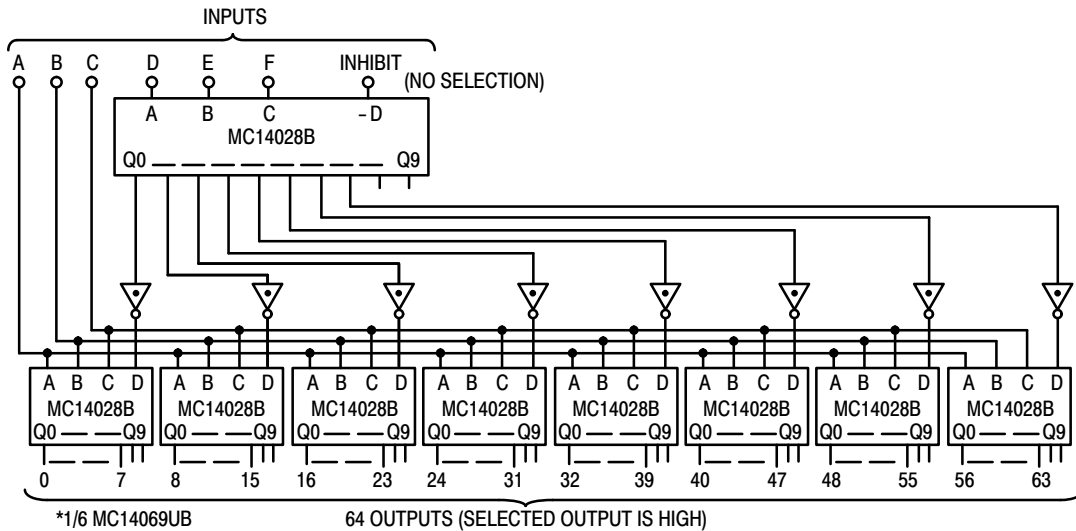 INPUTS
A B C D E F INHIBIT (NO SELECTION)
A B C –D
MC14028B
Q0 Q9
A B C D A B C D A B C D A B C D A B C D A B C D A B C D A B C D
MC14028B MC14028B MC14028B MC14028B MC14028B MC14028B MC14028B MC14028B
Q0 Q9 Q0 Q9 Q0 Q9 Q0 Q9 Q0 Q9 Q0 Q9 Q0 Q9 Q0 Q9
0 7 8 15 16 23 24 31 32 39 40 47 48 55 56 63
*1/6 MC14069UB 64 OUTPUTS (SELECTED OUTPUT IS HIGH)